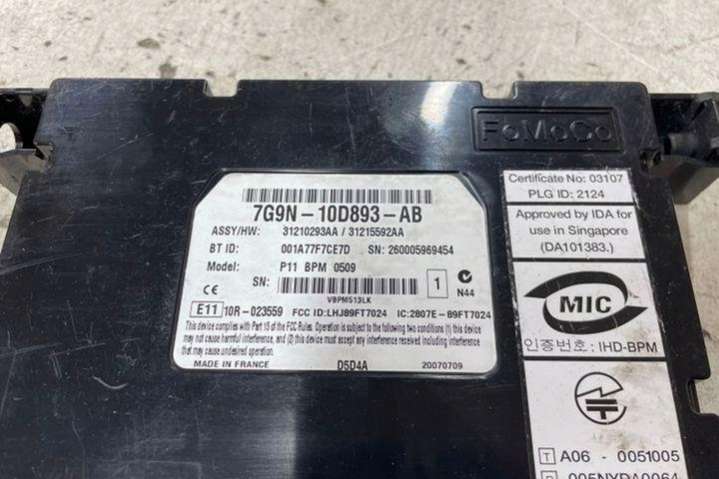 FoMoCo
7G9N - 10D893 - AB
ASSY/HW: 31210293AA / 31215592AA
BT ID: 001A77F7CE7D SN: 260005969454
Model: P11 BPM 0509
SN:
VBPMS13LK
1
N44
CE
E11 10R - 023559 FCC ID:LHJ89FT7024 IC:2807E - 89FT7024
This device complies with Part 15 of the FCC Rules. Operation is subject to the following two conditions (1) this device may
not cause harmful interference, and (2) this device must accept any interference received including interference
that may cause undesired operation.
MADE IN FRANCE D5D4A 20070709
Certificate No: 03107
PLG ID: 2124
Approved by IDA for
use in Singapore
(DA101383.)
MIC
인증번호 : IHD-BPM
T A06 - 0051005
005NYDA0064